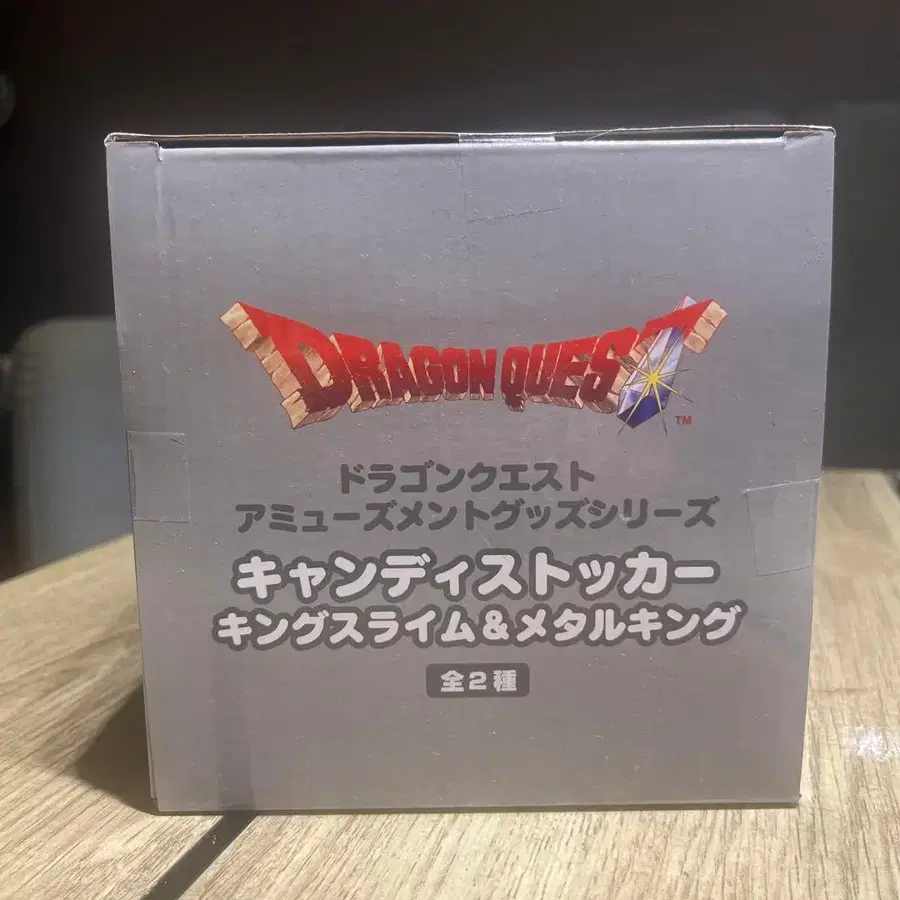 DRAGON QUEST
TM
ドラゴンクエスト
アミューズメントグッズシリーズ
キャンディストッカー
キングスライム&メタルキング
全2種